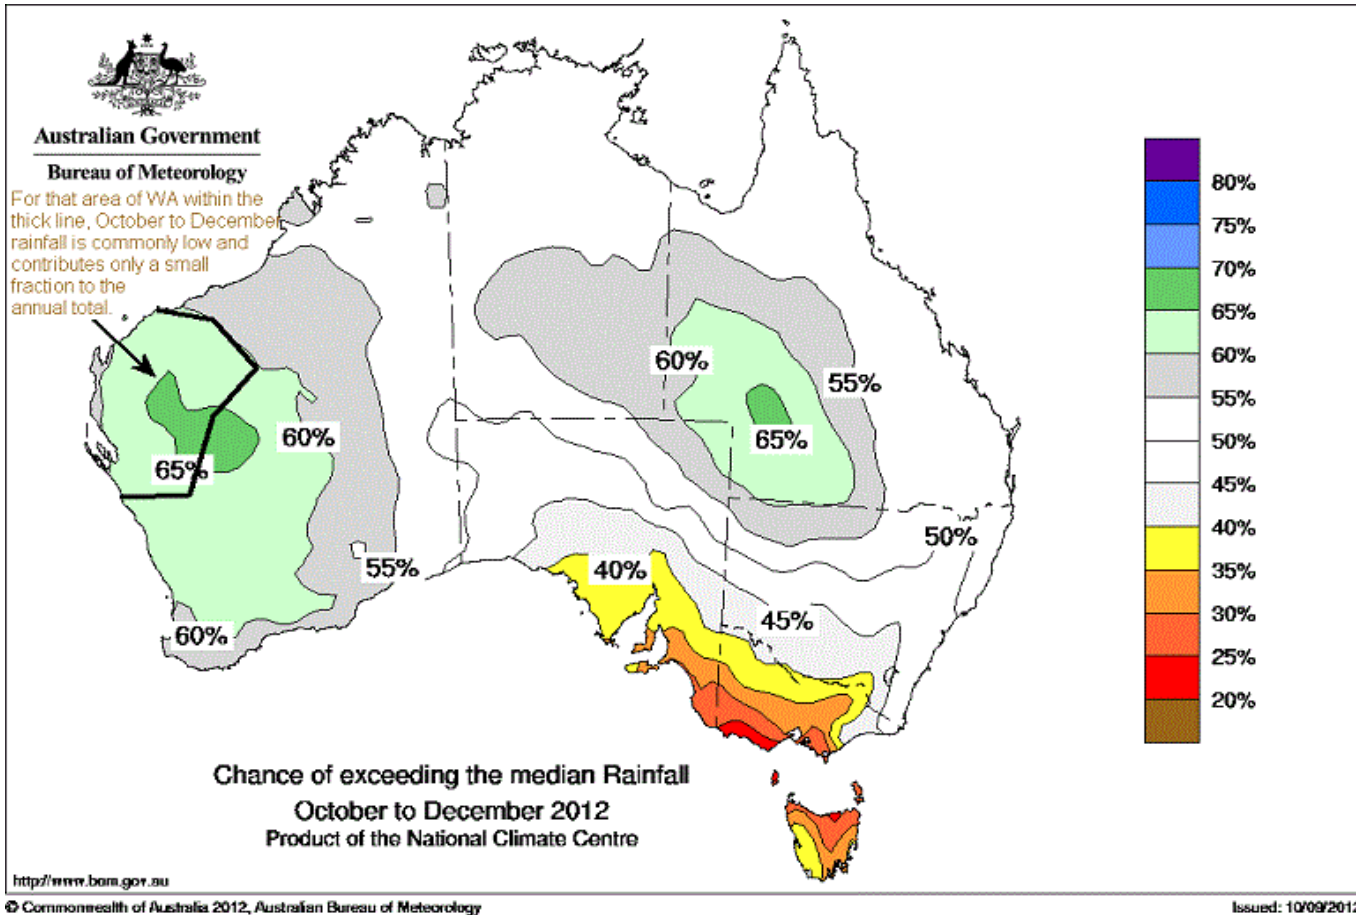 Australian Government
Bureau of Meteorology
For that area of WA within the
thick line, October to December
rainfall is commonly low and
contributes only a small
fraction to the
annual total.
80%
75%
70%
65%
60%
55%
50%
45%
40%
35%
30%
25%
20%
60%
55%
65%
60%
65%
55%
60%
50%
40%
45%
Chance of exceeding the median Rainfall
October to December 2012
Product of the National Climate Centre
http://www.bom.gov.au
© Commonwealth of Australia 2012, Australian Bureau of Meteorology
Issued: 10/09/2012